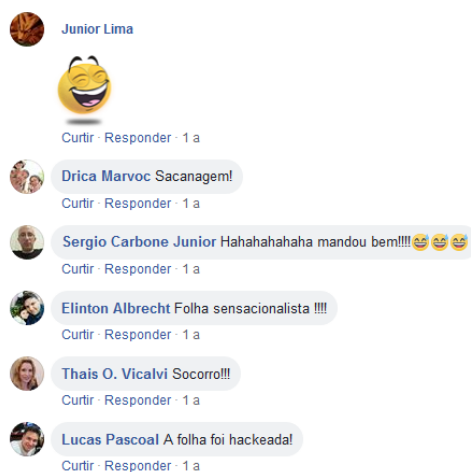 Junior Lima
Curtir · Responder · 1 a
Drica Marvoc Sacanagem!
Curtir · Responder · 1 a
Sergio Carbone Junior Hahahahahaha mandou bem!!!!😅😅😅
Curtir · Responder · 1 a
Elinton Albrecht Folha sensacionalista !!!!
Curtir · Responder · 1 a
Thais O. Vicalvi Socorro!!!
Curtir · Responder · 1 a
Lucas Pascoal A folha foi hackeada!
Curtir · Responder · 1 a